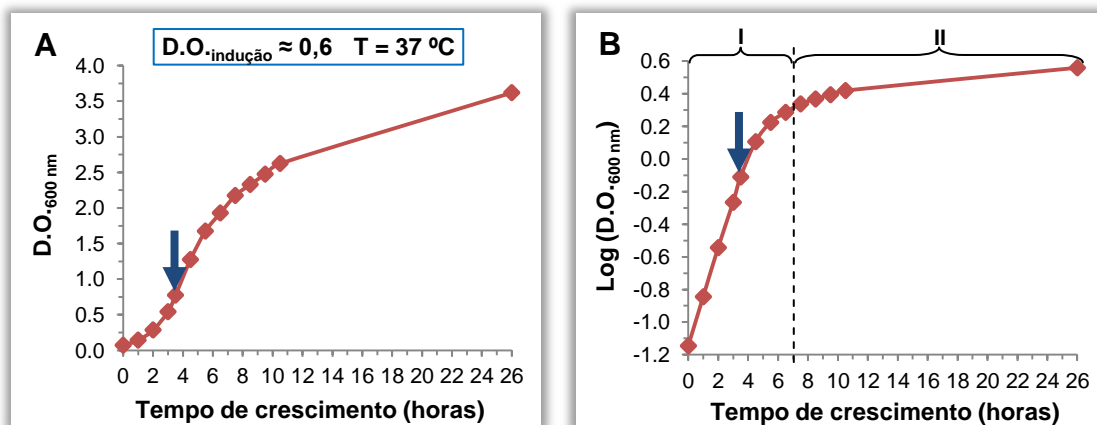 A
D.O.indução ≈ 0,6 T = 37 ºC
4.0
3.5
3.0
2.5
2.0
1.5
1.0
0.5
0.0
D.O.600 nm
0 2 4 6 8 10 12 14 16 18 20 22 24 26
Tempo de crescimento (horas)
B
I
II
0.6
0.4
0.2
0.0
-0.2
-0.4
-0.6
-0.8
-1.0
-1.2
Log (D.O.600 nm)
0 2 4 6 8 10 12 14 16 18 20 22 24 26
Tempo de crescimento (horas)